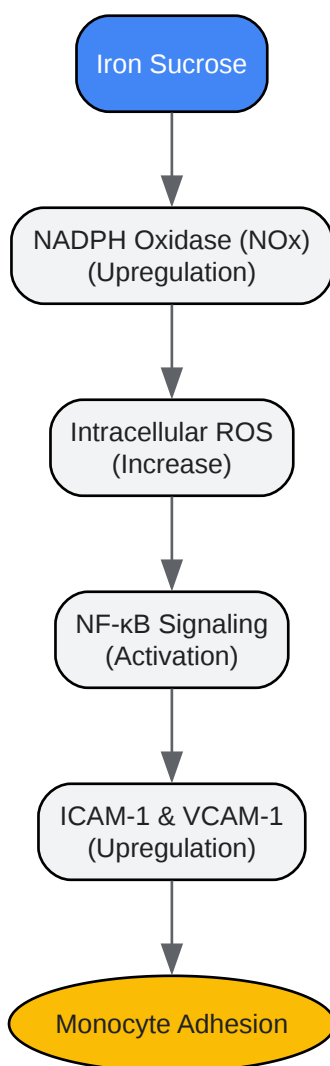 Iron Sucrose
NADPH Oxidase (NOx)
(Upregulation)
Intracellular ROS
(Increase)
NF-κB Signaling
(Activation)
ICAM-1 & VCAM-1
(Upregulation)
Monocyte Adhesion